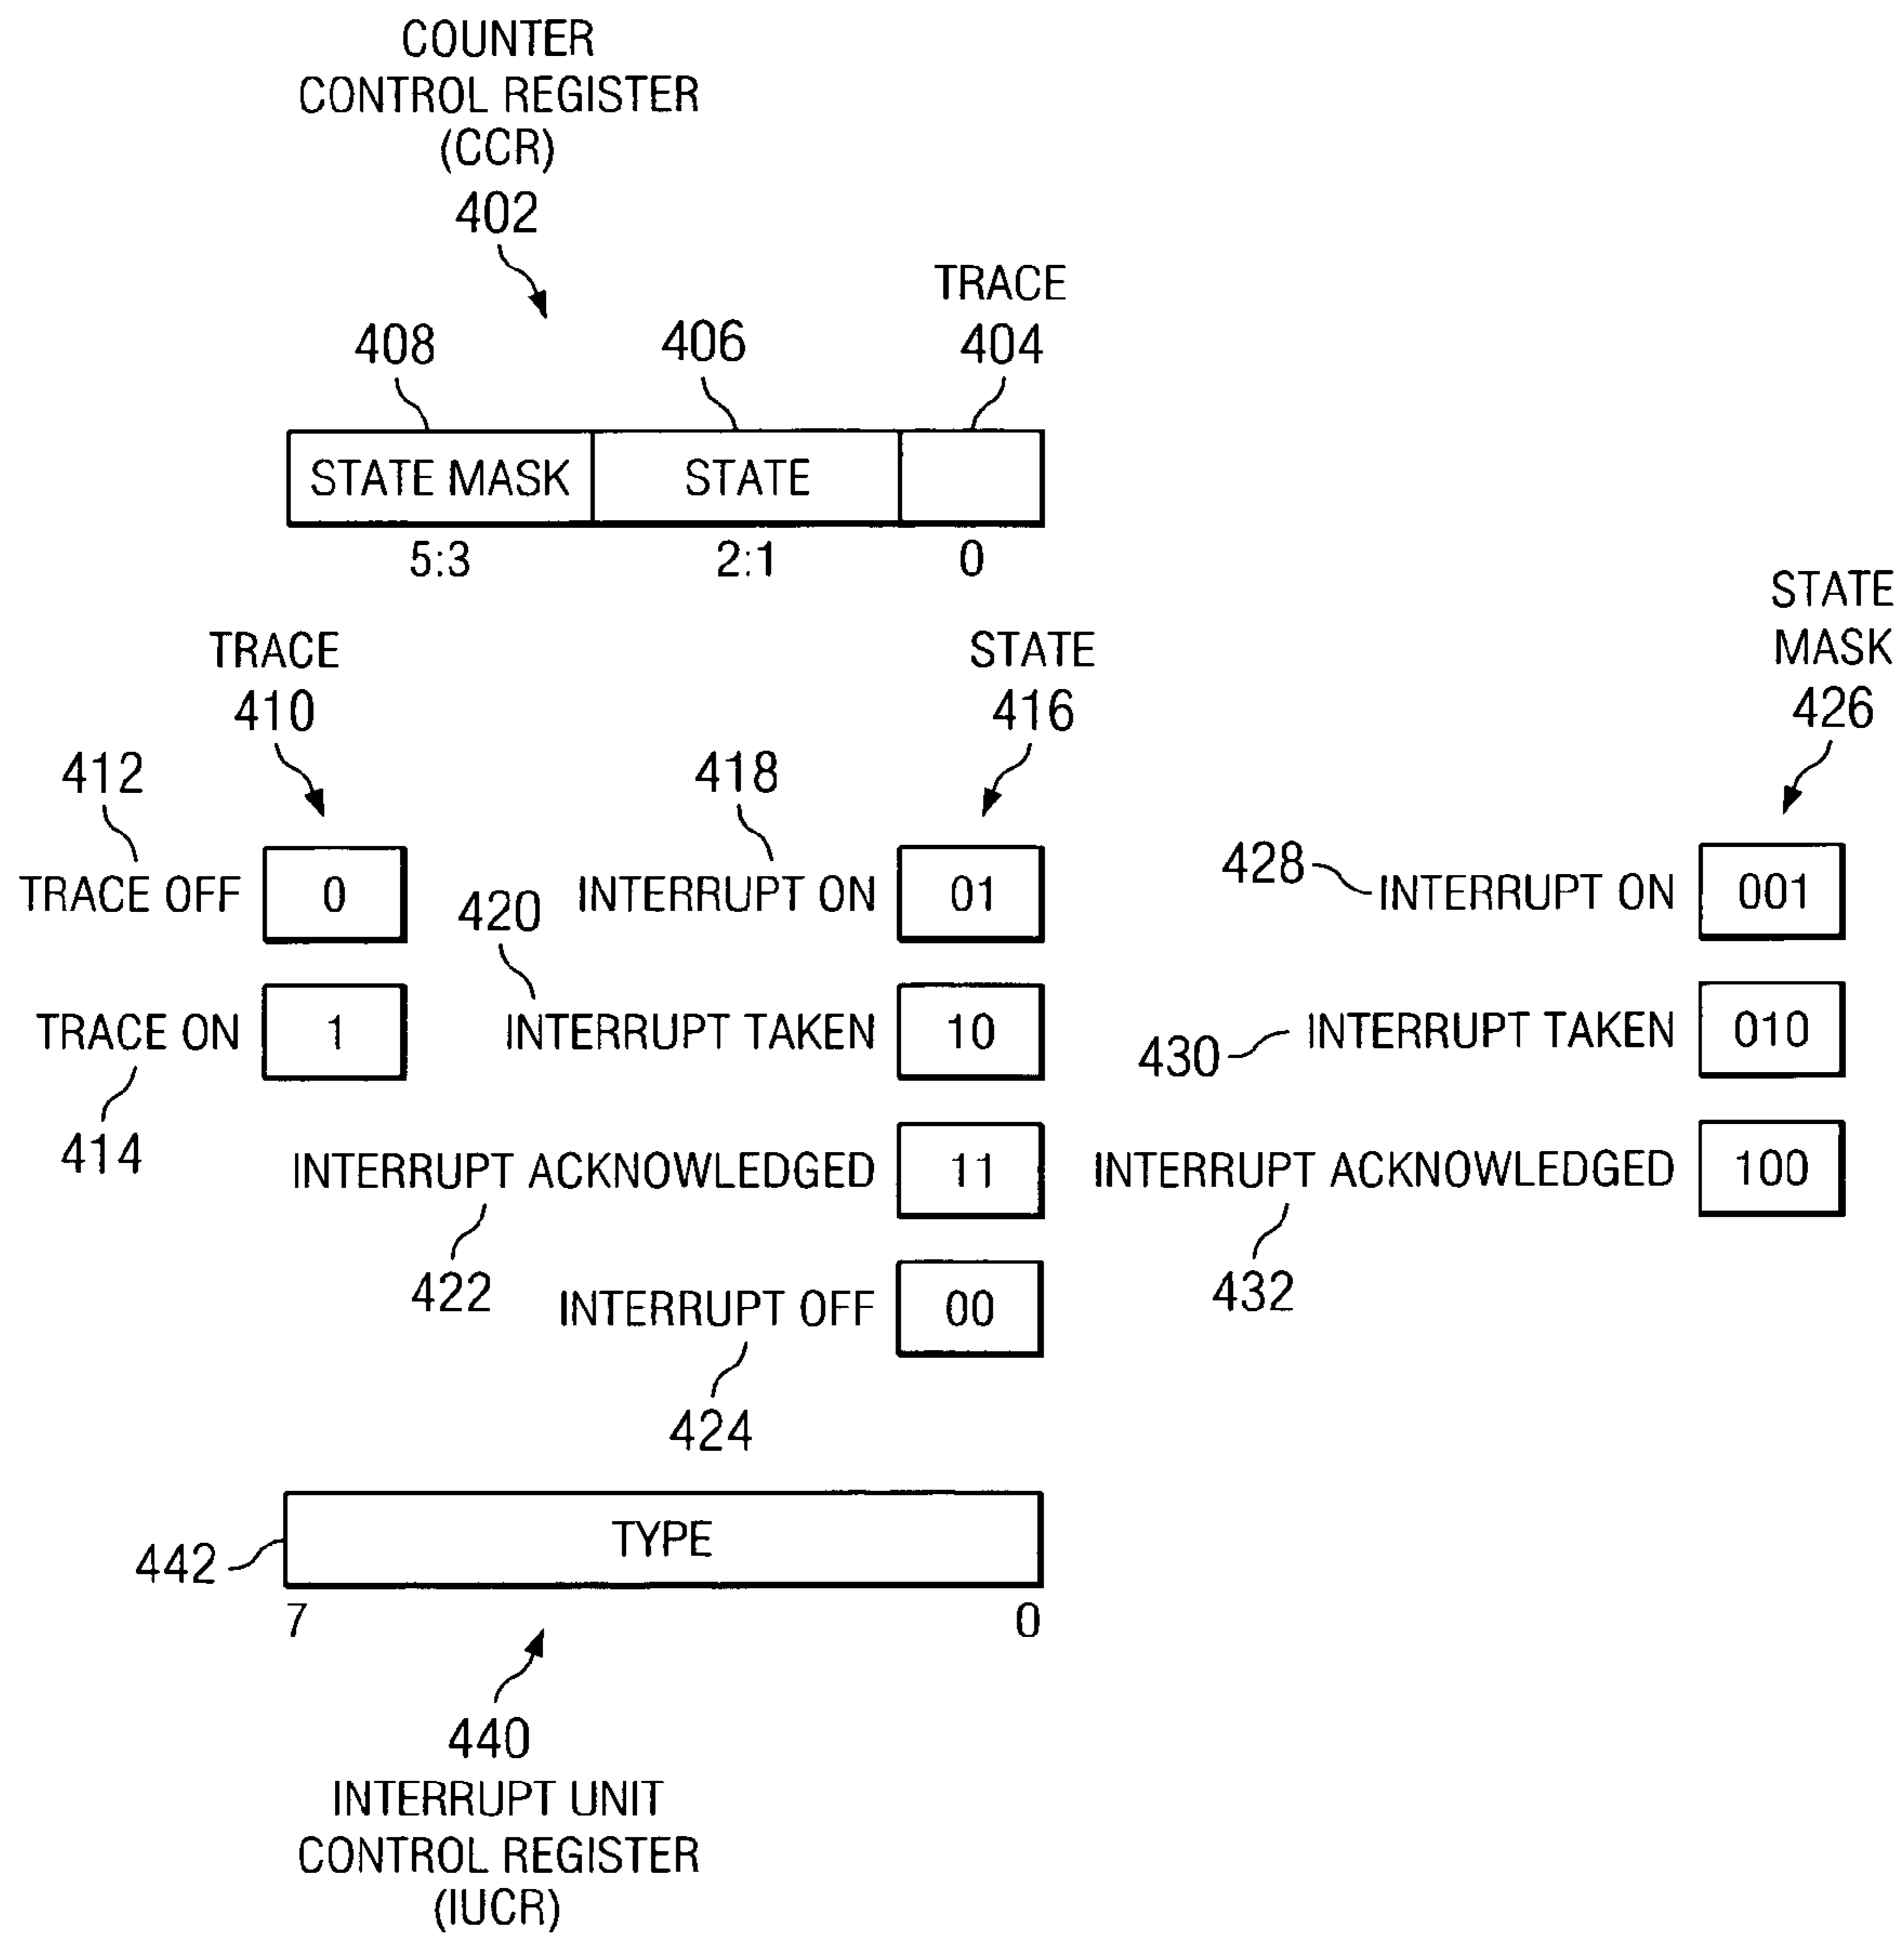 COUNTER
CONTROL REGISTER
(CCR)
402
TRACE
408
406
404
STATE MASK
STATE
5:3
2:1
0
STATE
MASK
426
TRACE
410
STATE
416
412
418
TRACE OFF
0
420
INTERRUPT ON
01
428
INTERRUPT ON
001
TRACE ON
1
INTERRUPT TAKEN
10
430
INTERRUPT TAKEN
010
414
INTERRUPT ACKNOWLEDGED
11
INTERRUPT ACKNOWLEDGED
100
422
INTERRUPT OFF
00
432
424
442
TYPE
7
0
440
INTERRUPT UNIT
CONTROL REGISTER
(IUCR)